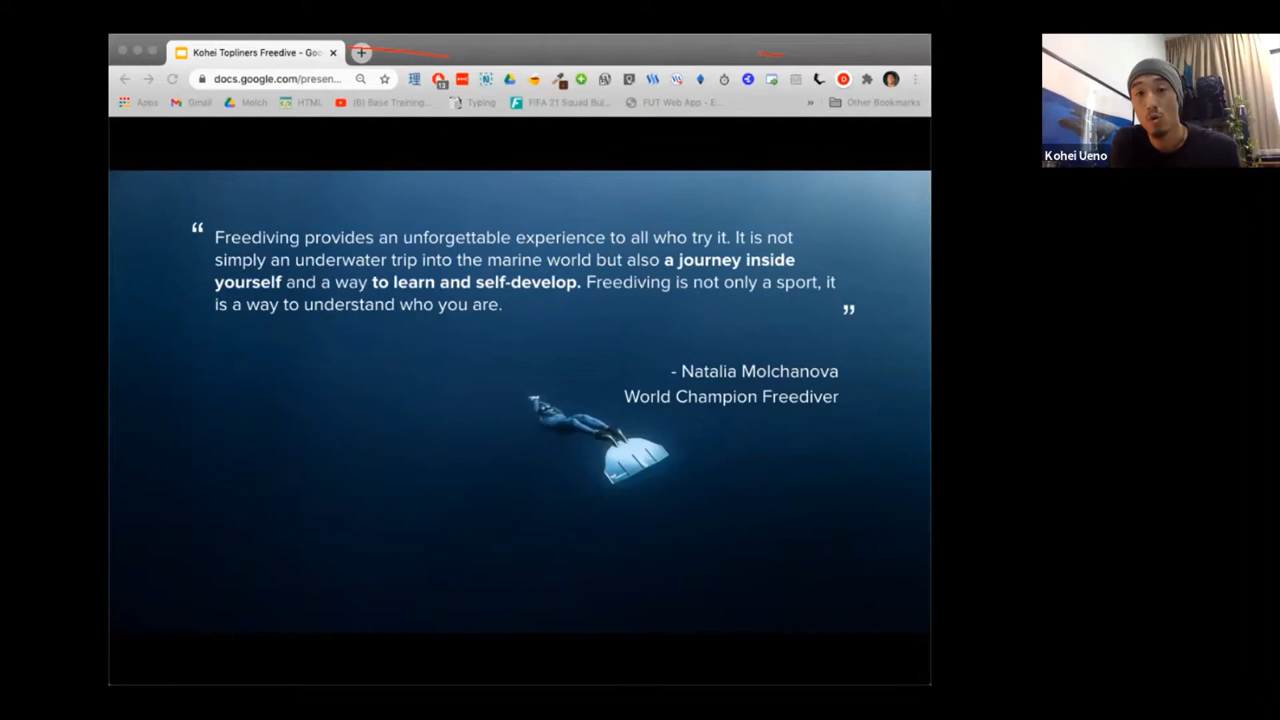 Kohei Topliners Freedive - Goo
docs.google.com/presen...
13
Apps
Gmail
Melch
HTML
(6) Base Training...
Typing
FIFA 21 Squad Bui...
FUT Web App - E...
»
Other Bookmarks
Kohei Ueno
“ Freediving provides an unforgettable experience to all who try it. It is not
simply an underwater trip into the marine world but also a journey inside
yourself and a way to learn and self-develop. Freediving is not only a sport, it
is a way to understand who you are. ”
- Natalia Molchanova
World Champion Freediver